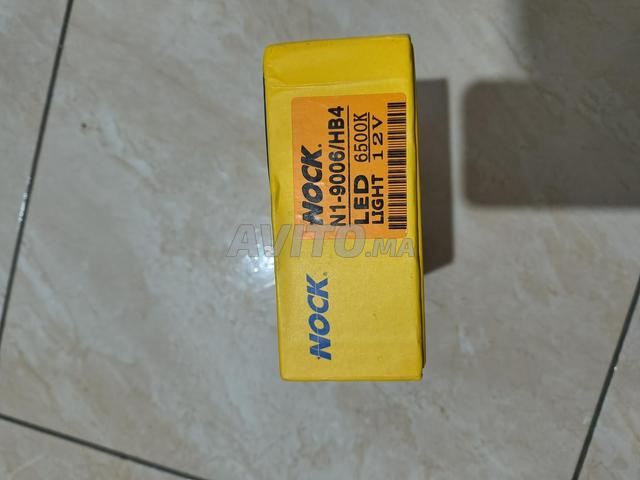 NOCK®
N1-9006/HB4
LED 6500K
LIGHT 12V
NOCK®
AVITO.MA